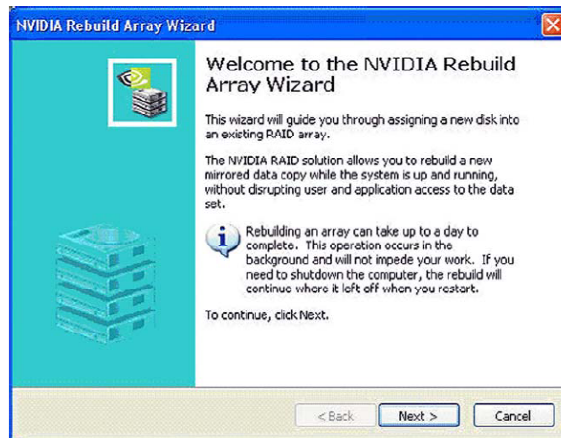 NVIDIA Rebuild Array Wizard
Welcome to the NVIDIA Rebuild
Array Wizard
This wizard will guide you through assigning a new disk into
an existing RAID array.
The NVIDIA RAID solution allows you to rebuild a new
mirrored data copy while the system is up and running,
without disrupting user and application access to the data
set.
Rebuilding an array can take up to a day to
complete. This operation occurs in the
background and will not impede your work. If you
need to shutdown the computer, the rebuild will
continue where it left off when you restart.
To continue, click Next.
< Back
Next >
Cancel